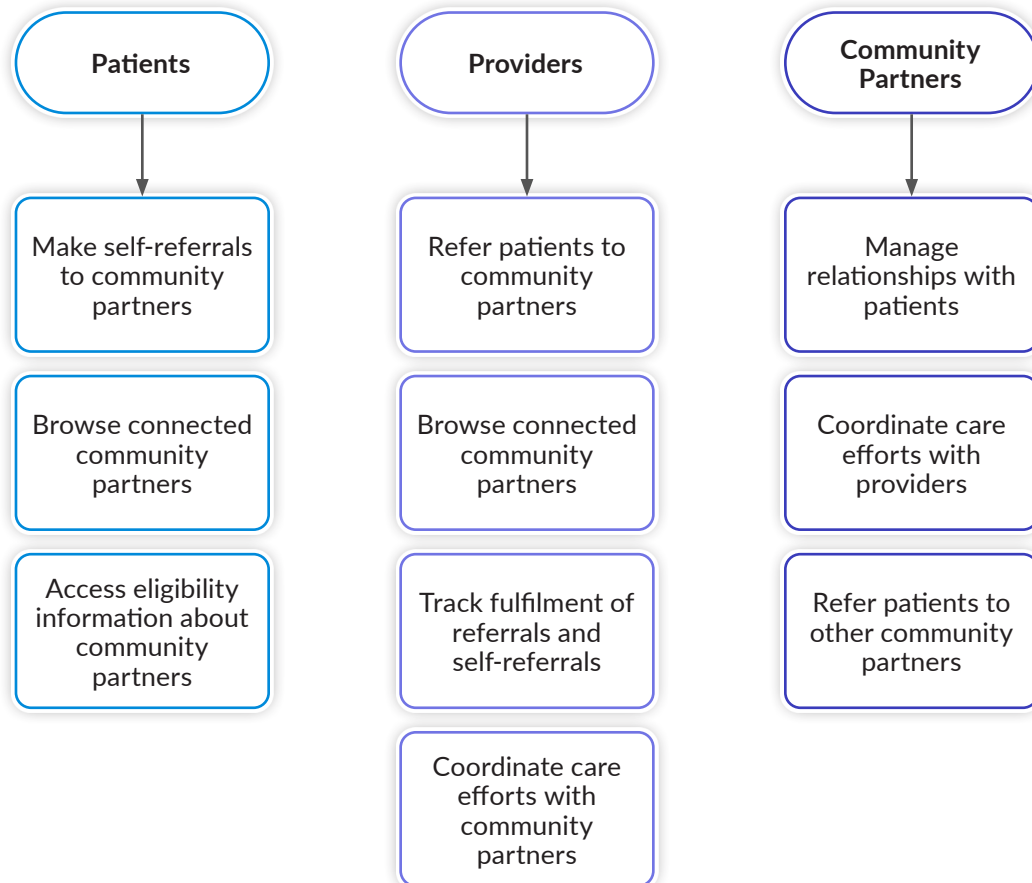 Patients
Make self-referrals
to community
partners
Browse connected
community
partners
Access eligibility
information about
community
partners
Providers
Refer patients to
community
partners
Browse connected
community
partners
Track fulfilment of
referrals and
self-referrals
Coordinate care
efforts with
community
partners
Community
Partners
Manage
relationships with
patients
Coordinate care
efforts with
providers
Refer patients to
other community
partners